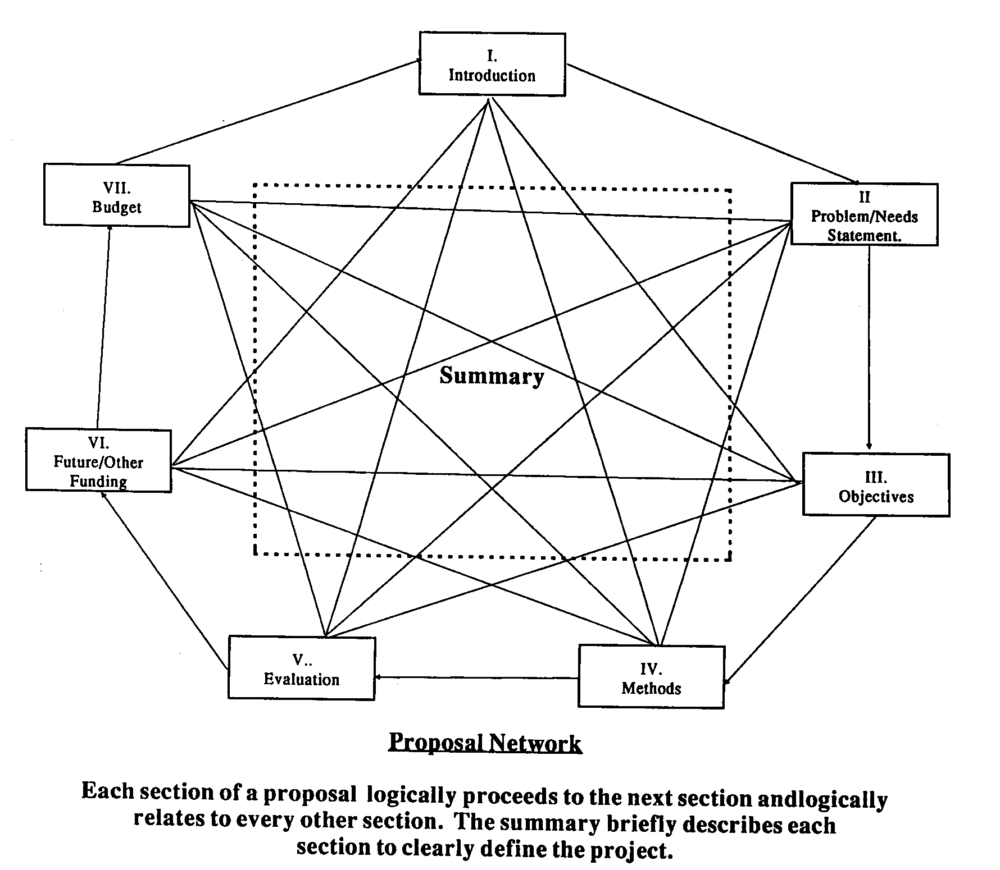 I.
Introduction
VII.
Budget
II
Problem/Needs
Statement.
Summary
VI.
Future/Other
Funding
III.
Objectives
V..
Evaluation
IV.
Methods
Proposal Network
Each section of a proposal logically proceeds to the next section andlogically
relates to every other section. The summary briefly describes each
section to clearly define the project.